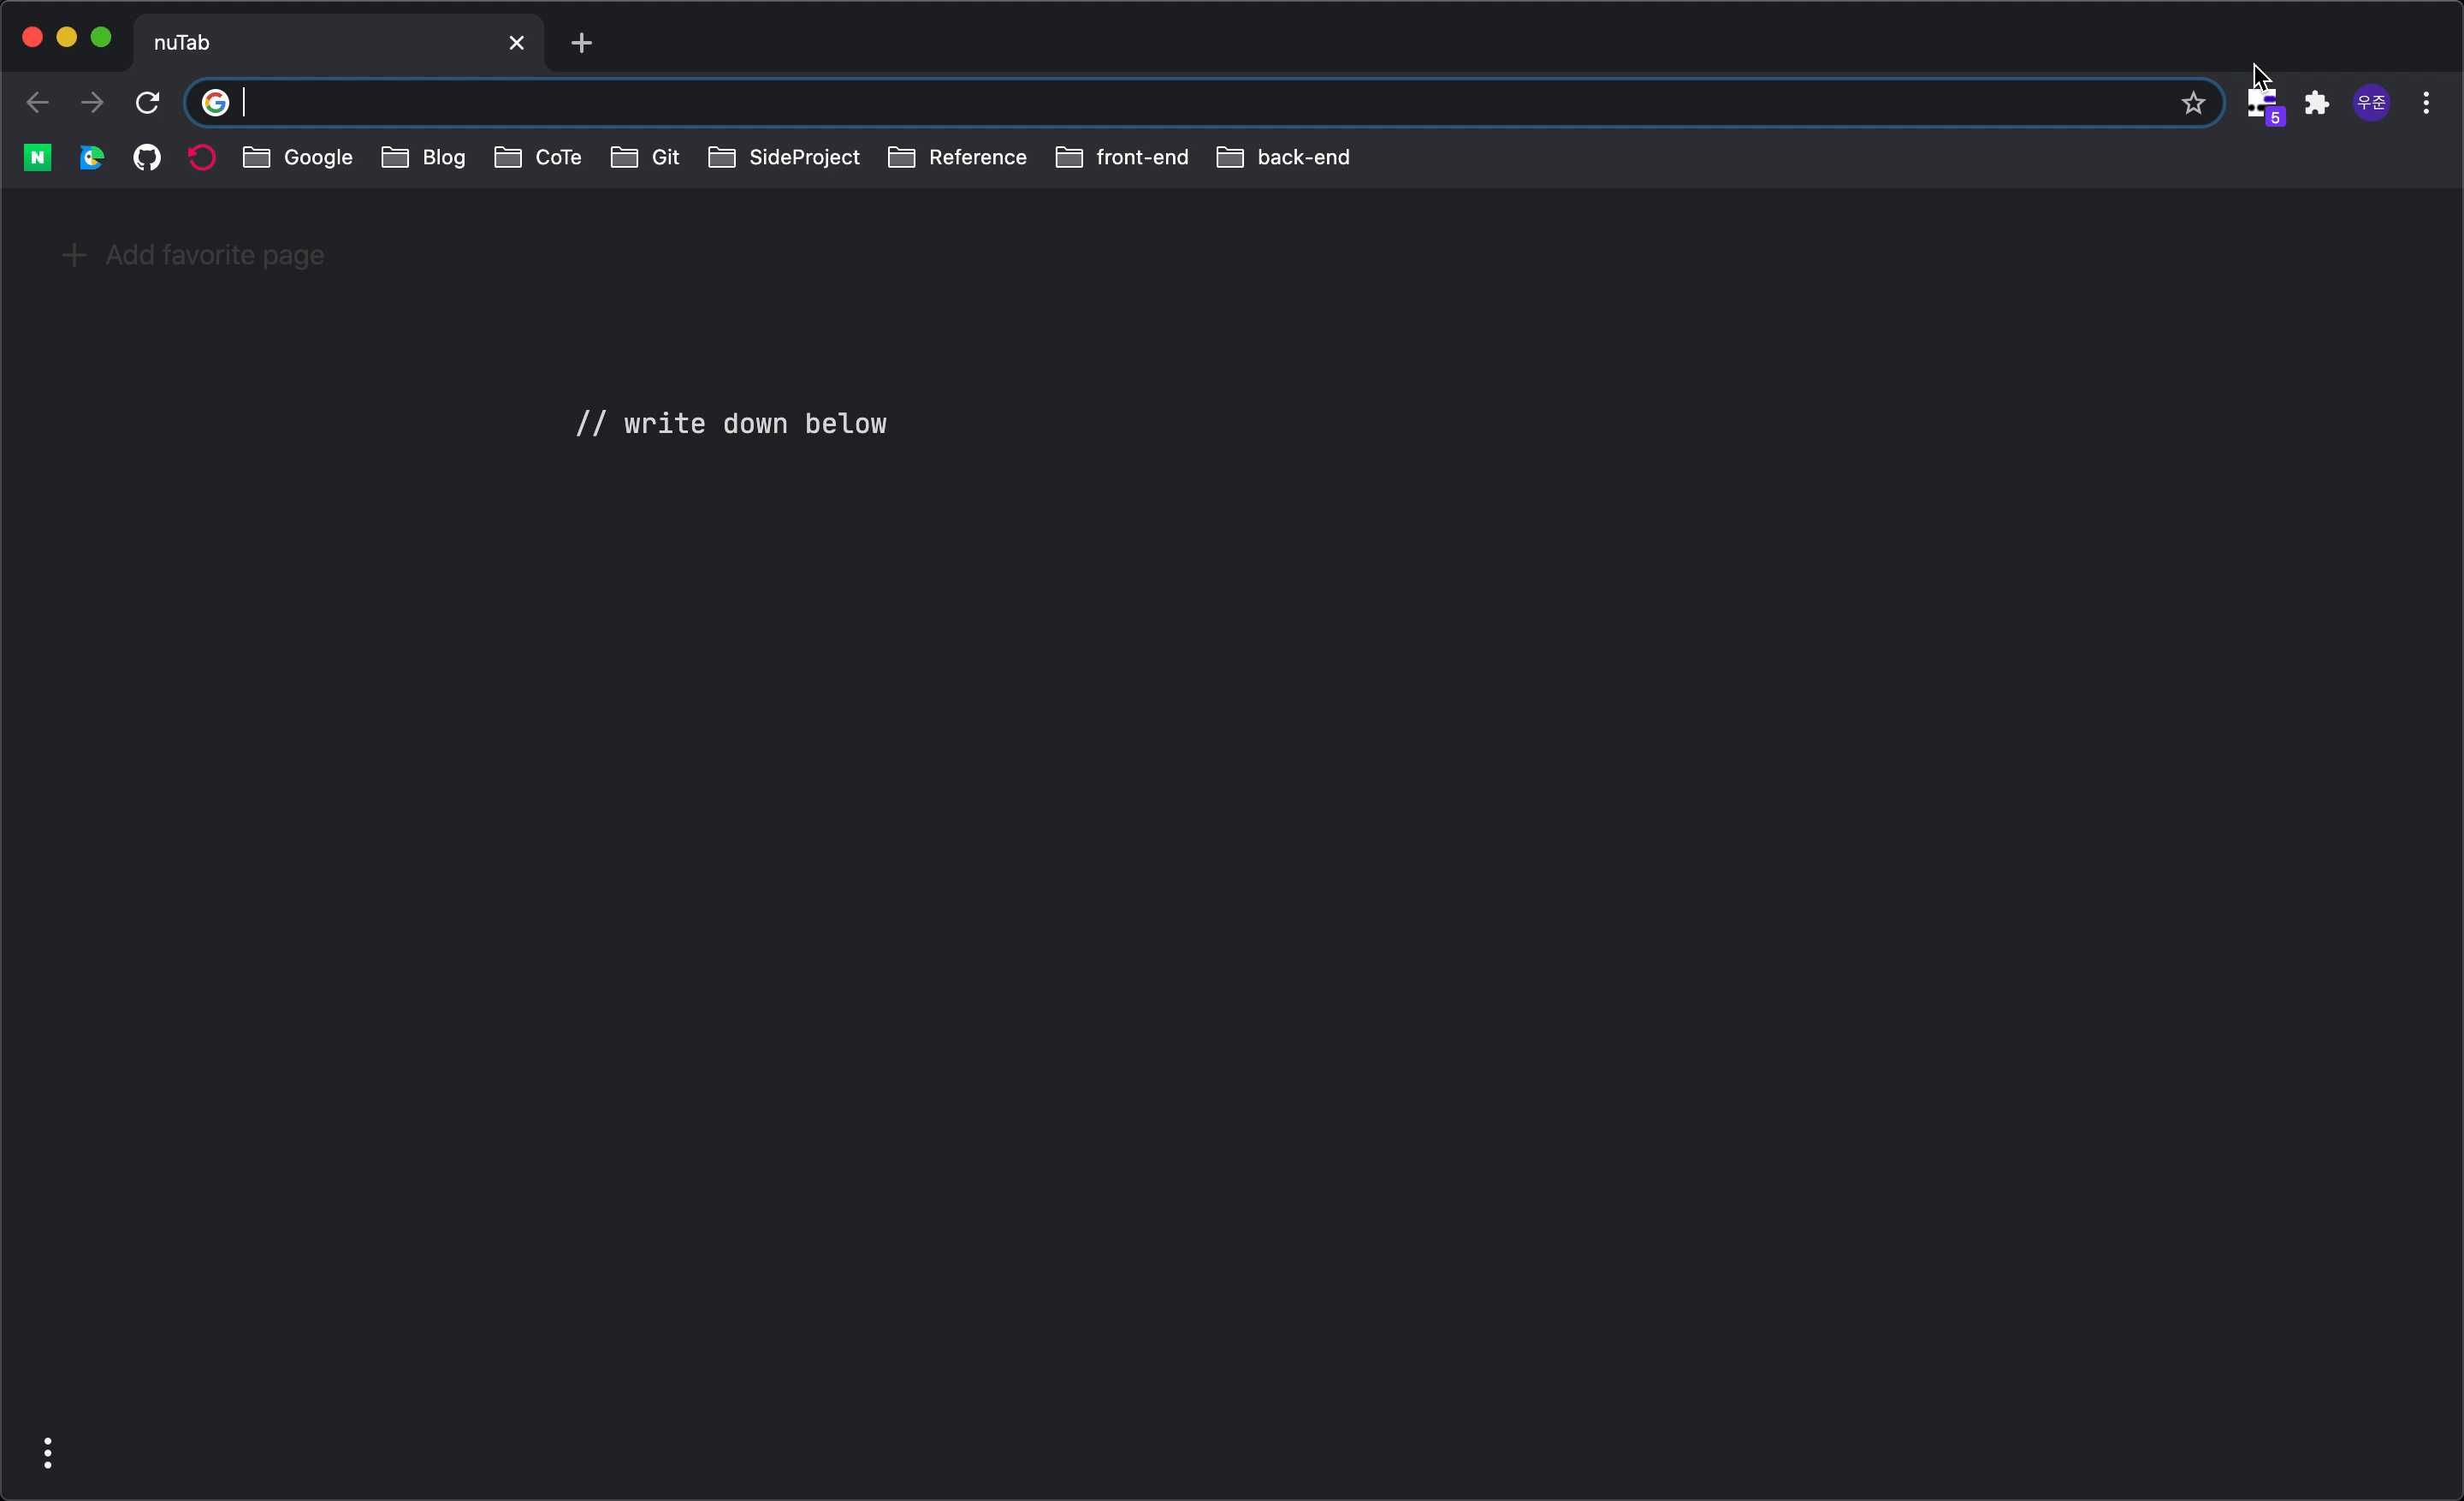 nuTab
5
우준
N
Google
Blog
CoTe
Git
SideProject
Reference
front-end
back-end
Add favorite page
// write down below